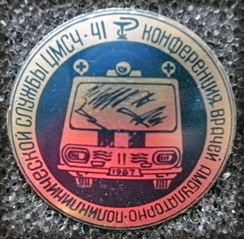 КОНФЕРЕНЦИЯ ВРАЧЕЙ АМБУЛАТОРНО-ПОЛИКЛИНИЧЕСКОЙ СЛУЖБЫ ЦМСЧ-41
1987